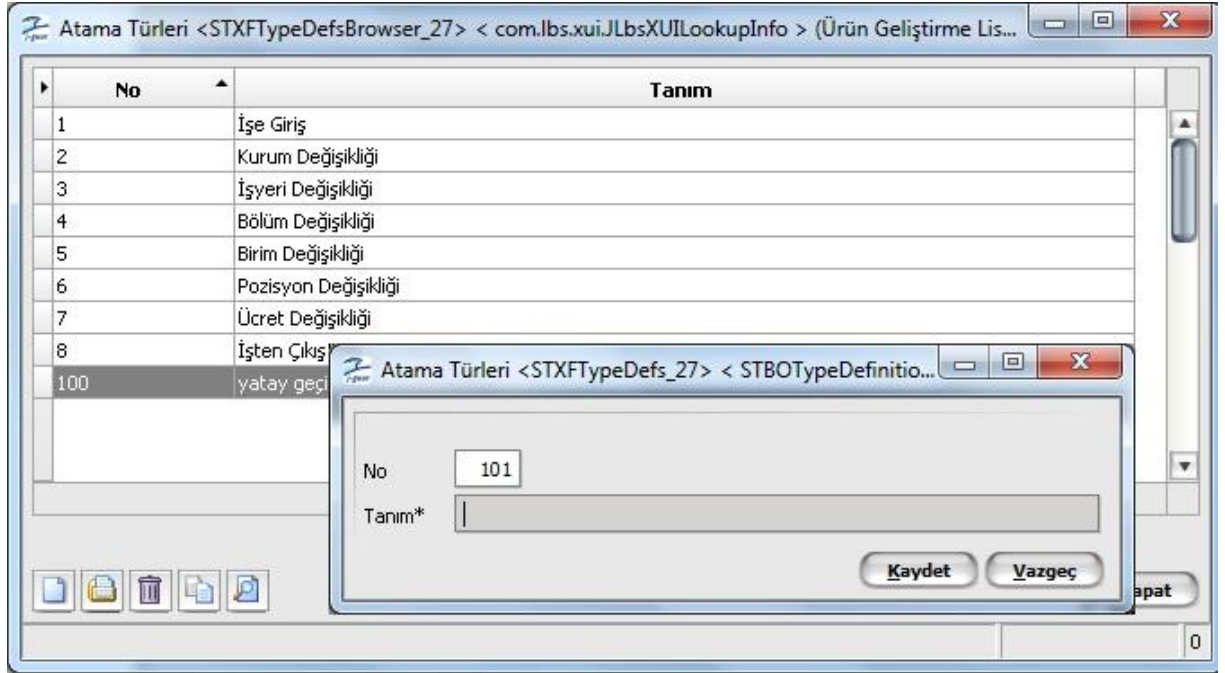 Atama Türleri <STXFTypeDefsBrowser_27> < com.lbs.xui.JLbsXUILookupInfo > (Ürün Geliştirme Lis...
No Tanım
1 İşe Giriş
2 Kurum Değişikliği
3 İşyeri Değişikliği
4 Bölüm Değişikliği
5 Birim Değişikliği
6 Pozisyon Değişikliği
7 Ücret Değişikliği
8 İşten Çıkış
100 yatay geçi
Atama Türleri <STXFTypeDefs_27> < STBOTypeDefinitio...
No 101
Tanım*
Kaydet Vazgeç
apat
0